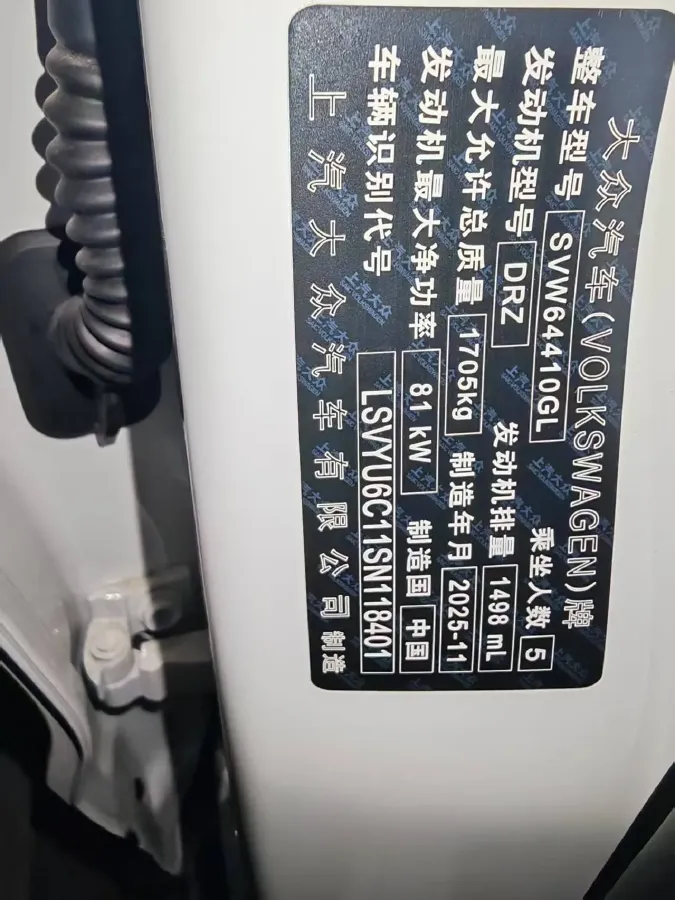 大众汽车(VOLKSWAGEN)牌
整车型号 SVW64410GL 乘坐人数 5
发动机型号 DRZ 发动机排量 1498 mL
最大允许总质量 1705kg 制造年月 2025-11
发动机最大净功率 81 kW 制造国 中国
车辆识别代号 LSVYU6C11SN118401
上汽大众汽车有限公司 制造